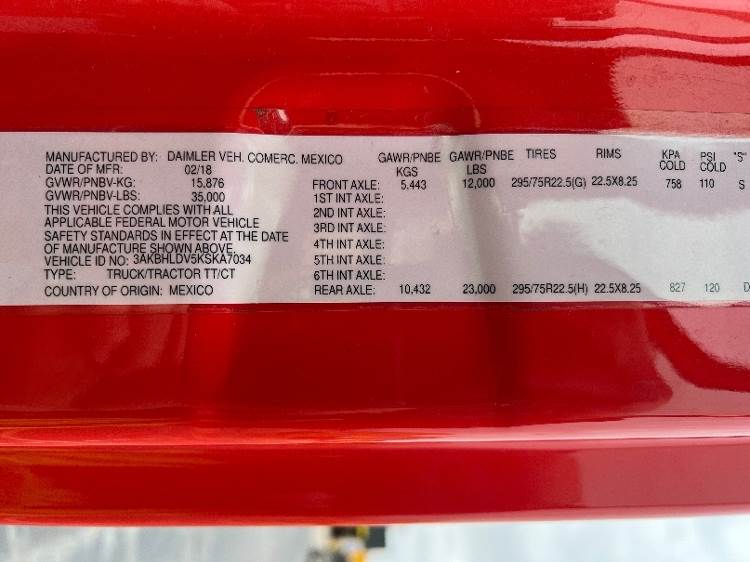 MANUFACTURED BY: DAIMLER VEH. COMERC. MEXICO
DATE OF MFR: 02/18
GVWR/PNBV-KG: 15,876
GVWR/PNBV-LBS: 35,000
THIS VEHICLE COMPLIES WITH ALL
APPLICABLE FEDERAL MOTOR VEHICLE
SAFETY STANDARDS IN EFFECT AT THE DATE
OF MANUFACTURE SHOWN ABOVE.
VEHICLE ID NO: 3AKBHLDV5KSKA7034
TYPE: TRUCK/TRACTOR TT/CT
COUNTRY OF ORIGIN: MEXICO
GAWR/PNBE GAWR/PNBE TIRES RIMS KPA PSI "S"
KGS LBS COLD COLD
FRONT AXLE: 5,443 12,000 295/75R22.5(G) 22.5X8.25 758 110 S
1ST INT AXLE:
2ND INT AXLE:
3RD INT AXLE:
4TH INT AXLE:
5TH INT AXLE:
6TH INT AXLE:
REAR AXLE: 10,432 23,000 295/75R22.5(H) 22.5X8.25 827 120 D